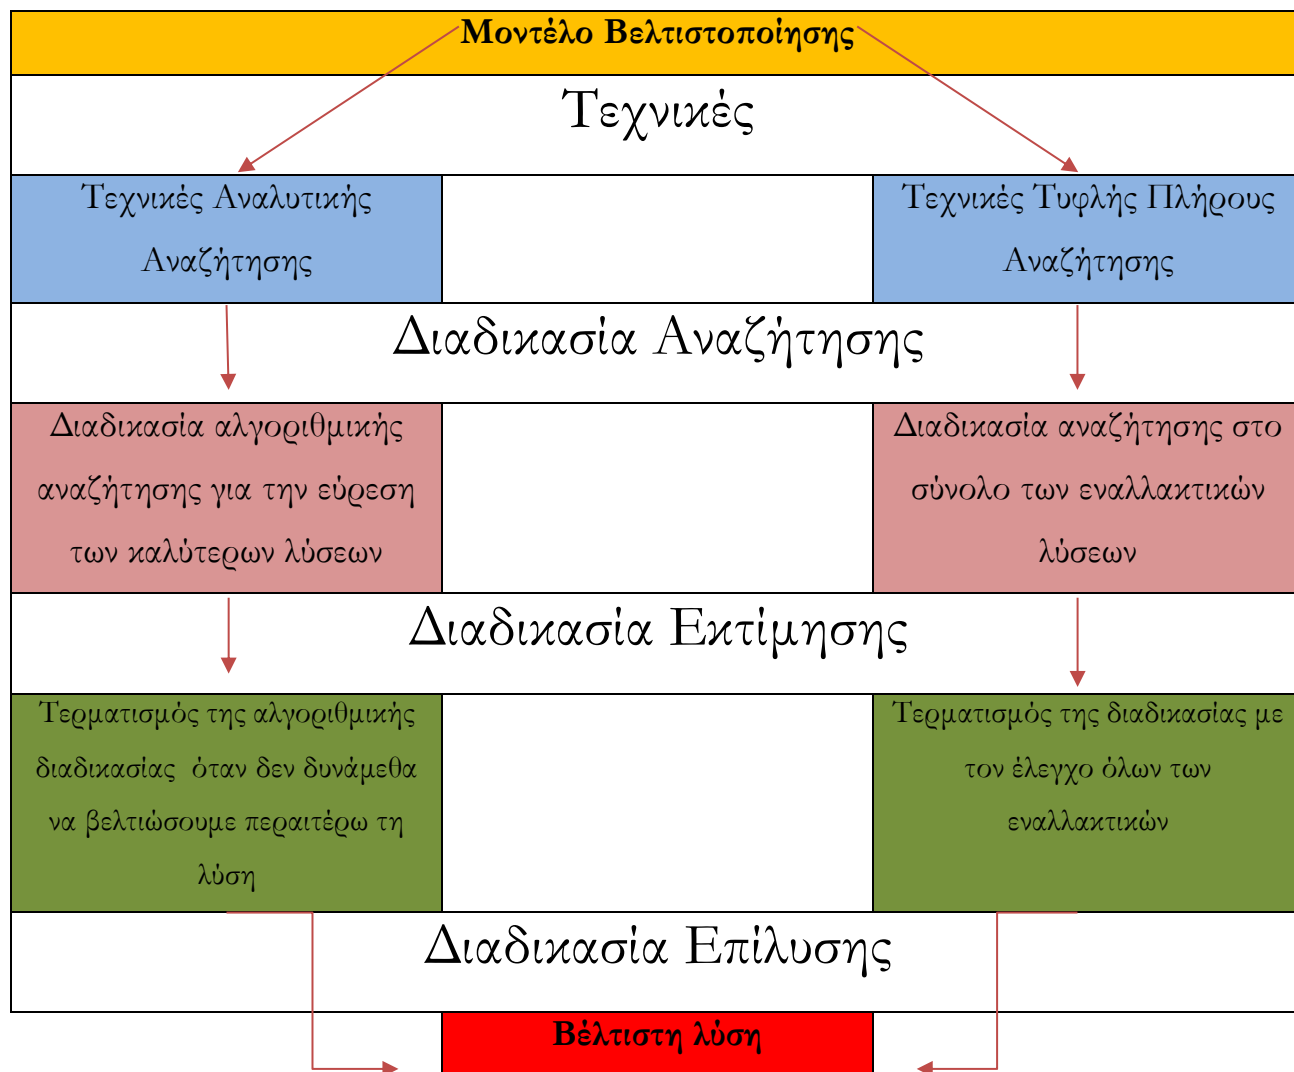 Μοντέλο Βελτιστοποίησης
Τεχνικές
Τεχνικές Αναλυτικής
Αναζήτησης
Τεχνικές Τυφλής Πλήρους
Αναζήτησης
Διαδικασία Αναζήτησης
Διαδικασία αλγοριθμικής
αναζήτησης για την εύρεση
των καλύτερων λύσεων
Διαδικασία αναζήτησης στο
σύνολο των εναλλακτικών
λύσεων
Διαδικασία Εκτίμησης
Τερματισμός της αλγοριθμικής
διαδικασίας όταν δεν δυνάμεθα
να βελτιώσουμε περαιτέρω τη
λύση
Τερματισμός της διαδικασίας με
τον έλεγχο όλων των
εναλλακτικών
Διαδικασία Επίλυσης
Βέλτιστη λύση